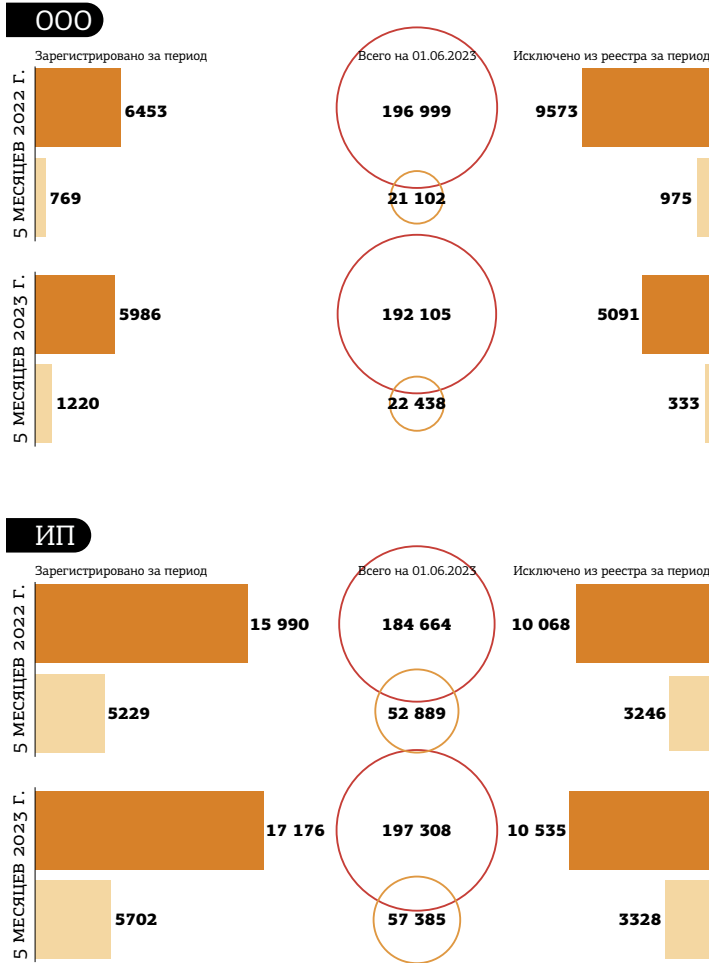 ООО
Зарегистрировано за период
Всего на 01.06.2023
Исключено из реестра за период
5 МЕСЯЦЕВ 2022 Г.
6453
196 999
9573
769
21 102
975
5 МЕСЯЦЕВ 2023 Г.
5986
192 105
5091
1220
22 438
333
ИП
Зарегистрировано за период
Всего на 01.06.2023
Исключено из реестра за период
5 МЕСЯЦЕВ 2022 Г.
15 990
184 664
10 068
5229
52 889
3246
5 МЕСЯЦЕВ 2023 Г.
17 176
197 308
10 535
5702
57 385
3328